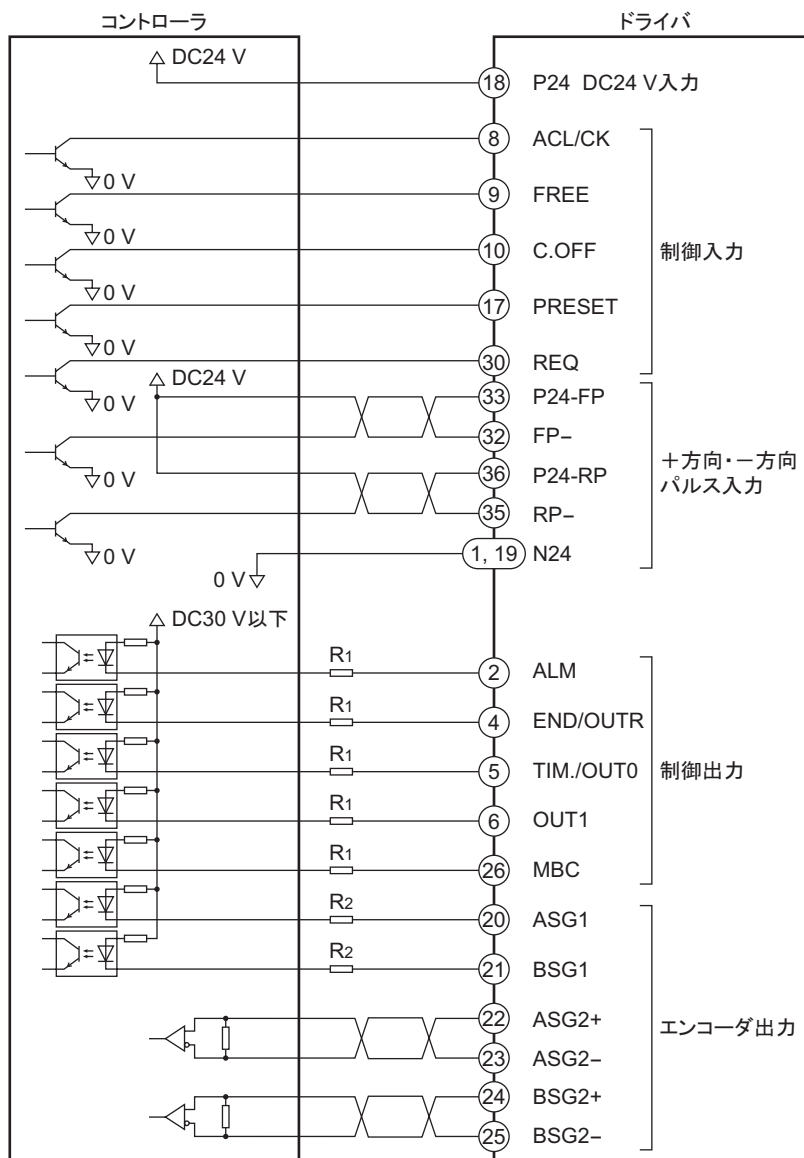 コントローラ
ドライバ
DC24 V
18 P24 DC24 V入力
8 ACL/CK
0 V
9 FREE
0 V
10 C.OFF
制御入力
0 V
17 PRESET
0 V
30 REQ
DC24 V
0 V
33 P24-FP
32 FP−
0 V
36 P24-RP
+方向・−方向
パルス入力
35 RP−
0 V
1, 19 N24
0 V
DC30 V以下
R1
2 ALM
R1
4 END/OUTR
R1
5 TIM./OUT0
制御出力
R1
6 OUT1
R1
26 MBC
R2
20 ASG1
R2
21 BSG1
22 ASG2+
エンコーダ出力
23 ASG2−
24 BSG2+
25 BSG2−